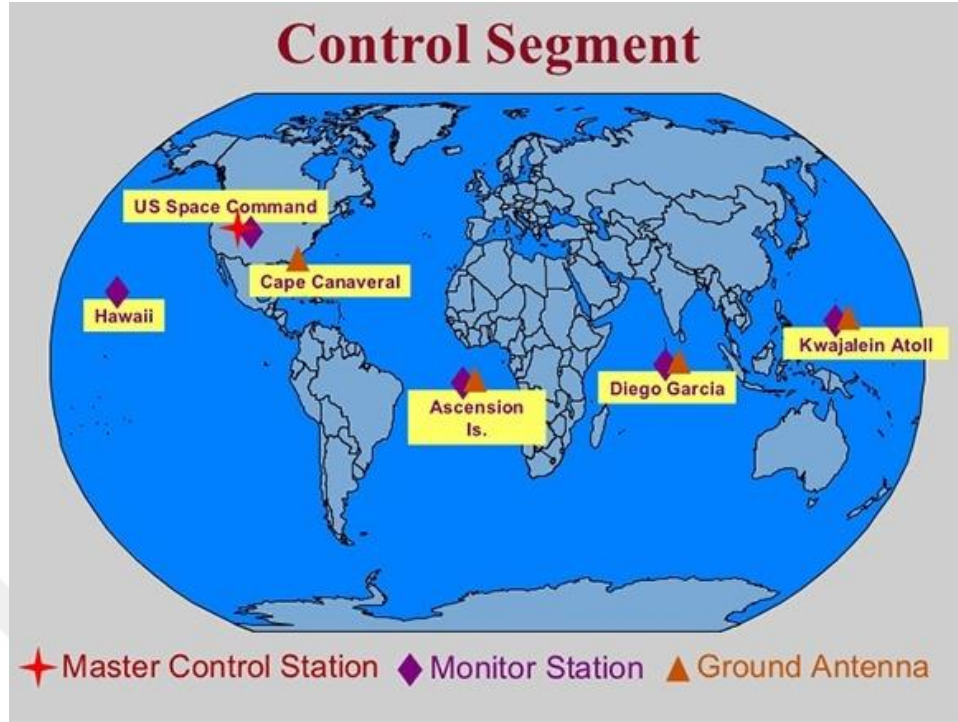 Control Segment
US Space Command
Cape Canaveral
Hawaii
Kwajalein Atoll
Diego Garcia
Ascension
Is.
Master Control Station Monitor Station Ground Antenna